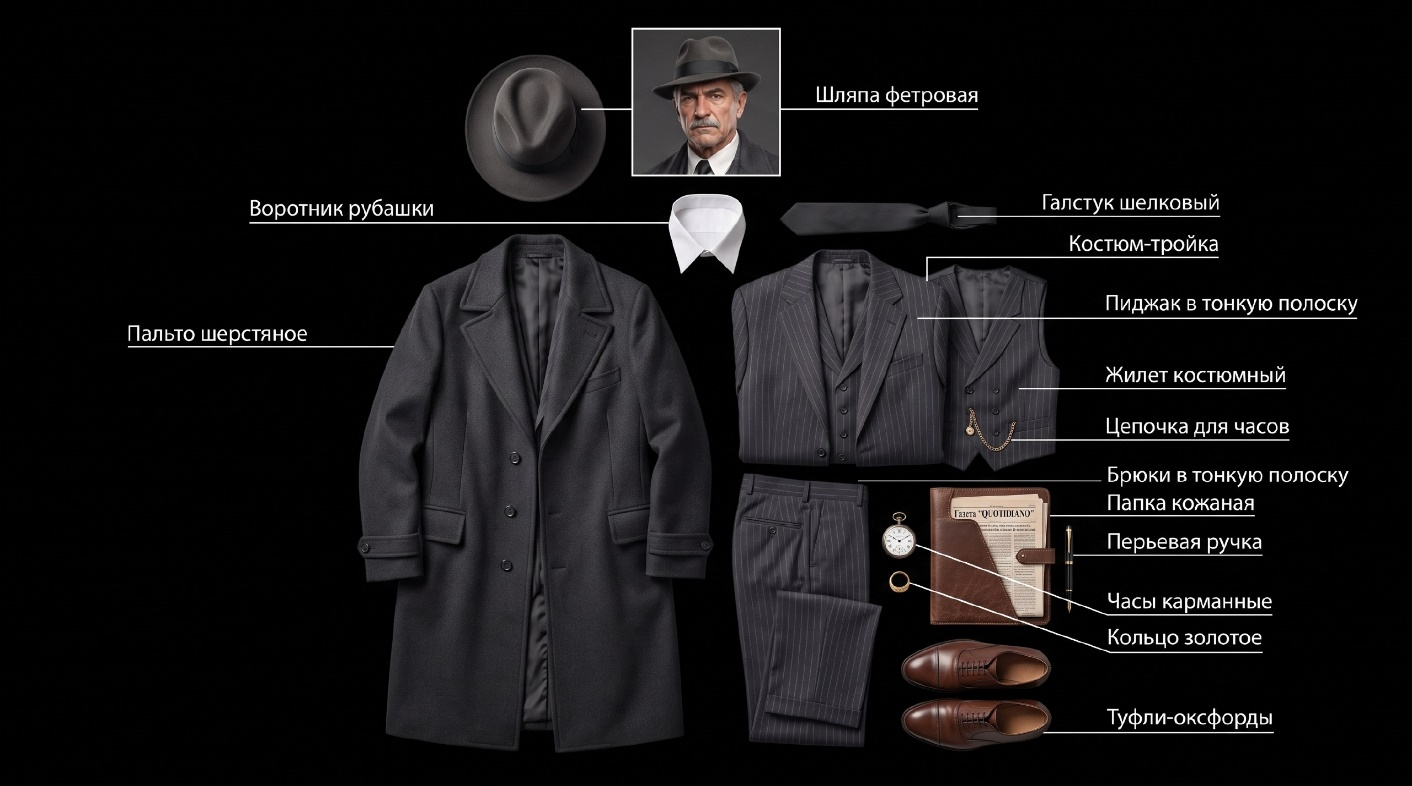 Шляпа фетровая
Воротник рубашки
Галстук шелковый
Костюм-тройка
Пиджак в тонкую полоску
Пальто шерстяное
Жилет костюмный
Цепочка для часов
Брюки в тонкую полоску
Папка кожаная
Газета "QUOTIDIANO"
Перьевая ручка
Часы карманные
Кольцо золотое
Туфли-оксфорды